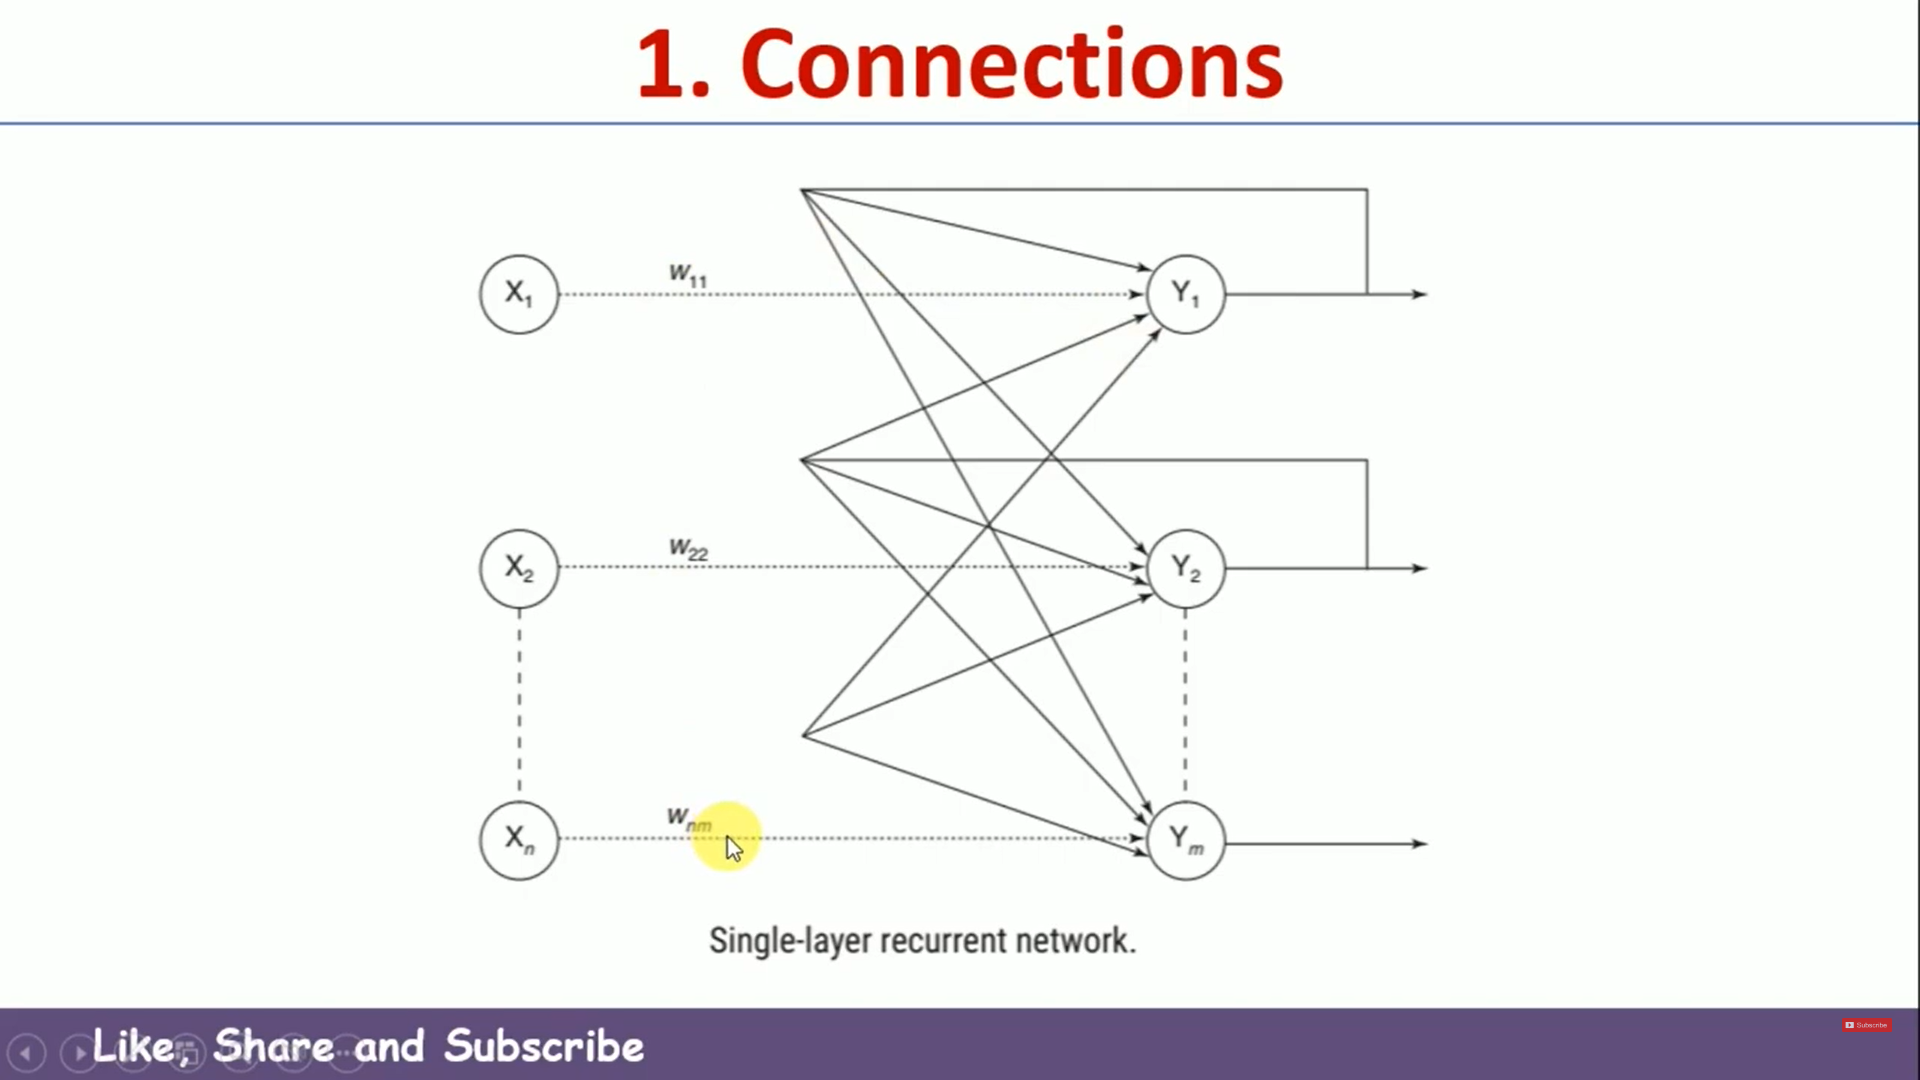 1. Connections
X₁
w₁₁
Y₁
X₂
w₂₂
Y₂
Xₙ
wₙₘ
Yₘ
Single-layer recurrent network.
Like, Share and Subscribe
Subscribe